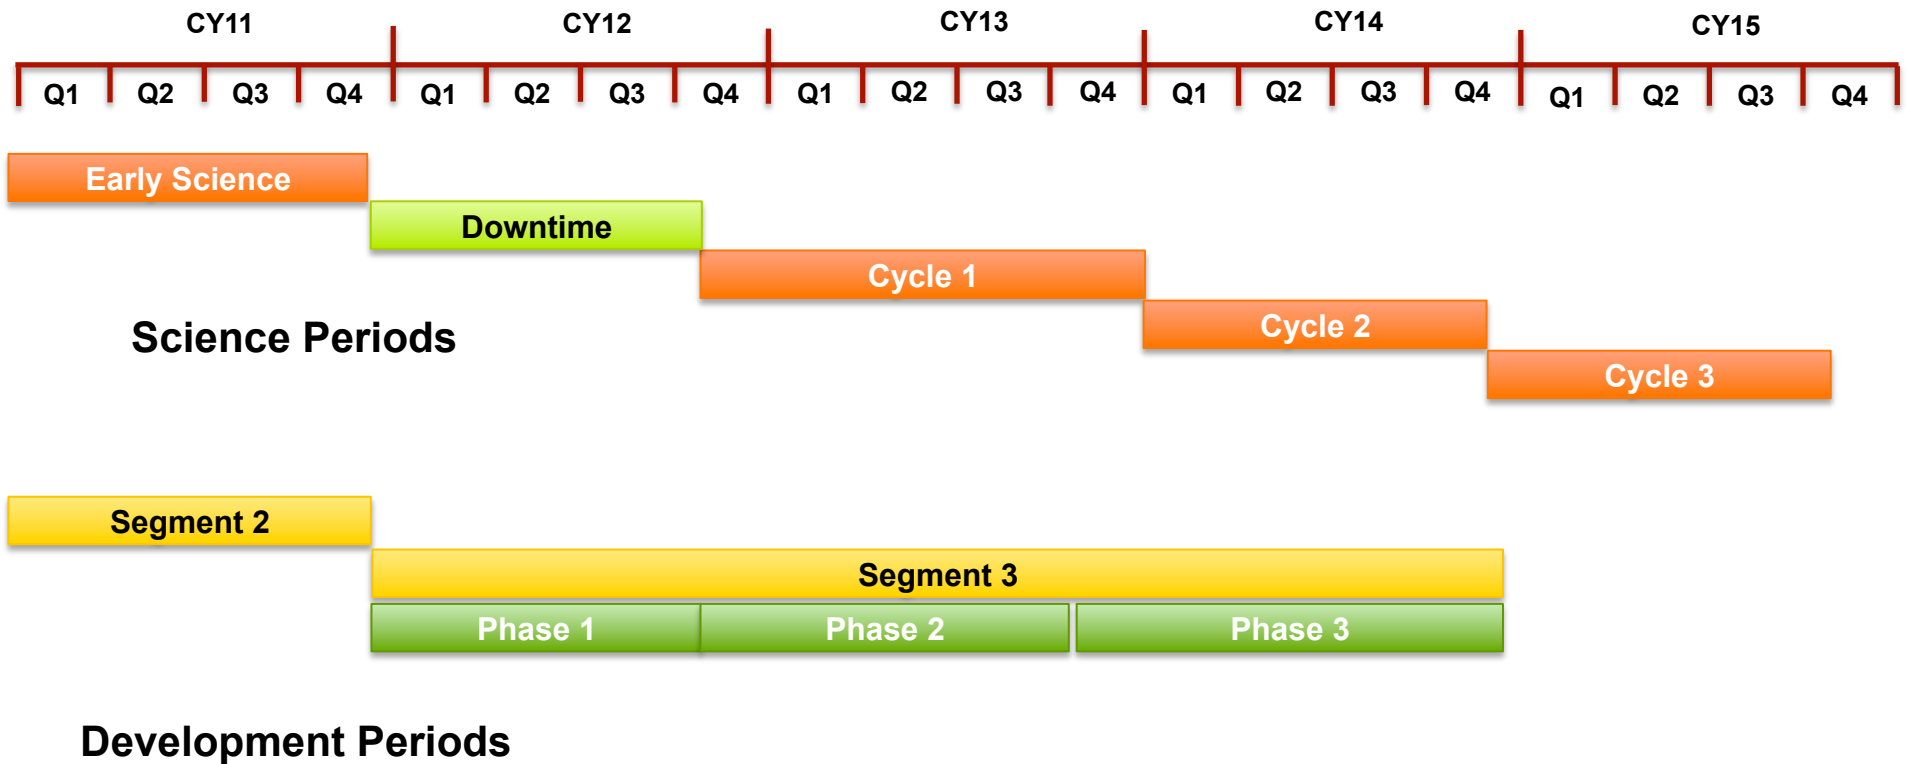 CY11 CY12 CY13 CY14 CY15
Q1 Q2 Q3 Q4 Q1 Q2 Q3 Q4 Q1 Q2 Q3 Q4 Q1 Q2 Q3 Q4 Q1 Q2 Q3 Q4
Early Science
Downtime
Cycle 1
Cycle 2
Science Periods
Cycle 3
Segment 2
Segment 3
Phase 1 Phase 2 Phase 3
Development Periods